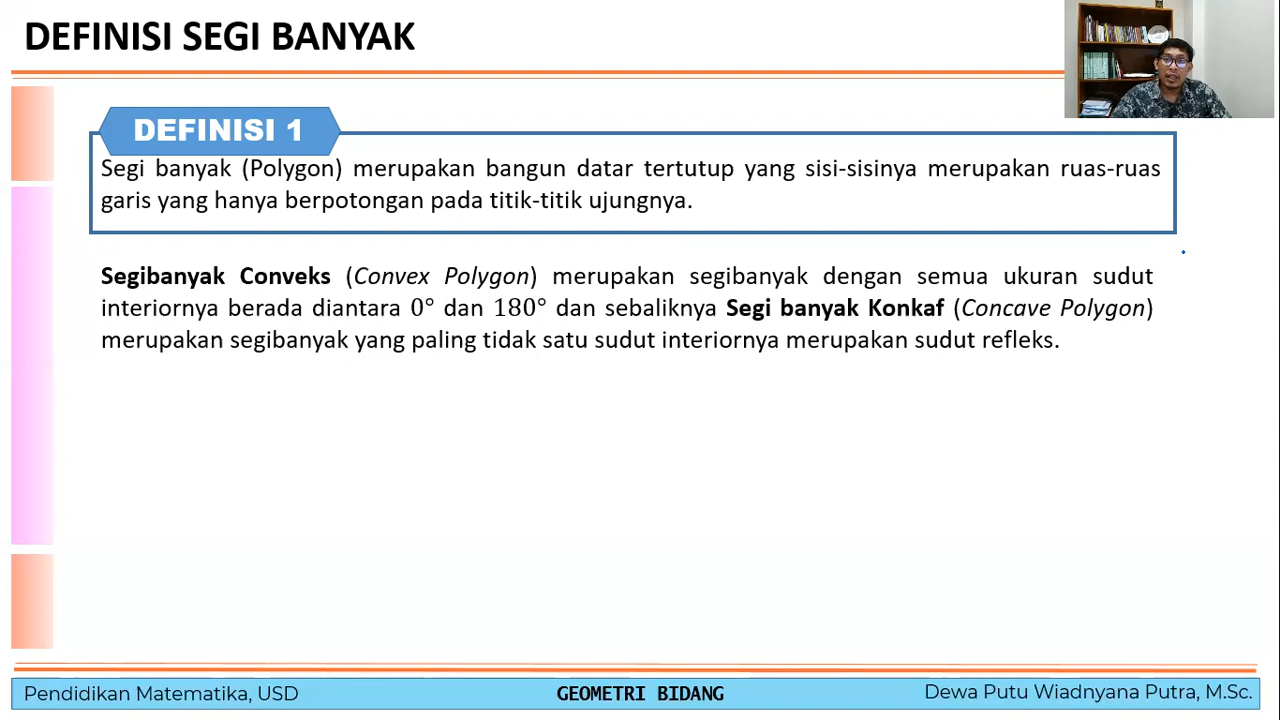 DEFINISI SEGI BANYAK
DEFINISI 1
Segi banyak (Polygon) merupakan bangun datar tertutup yang sisi-sisinya merupakan ruas-ruas
garis yang hanya berpotongan pada titik-titik ujungnya.
Segibanyak Conveks (Convex Polygon) merupakan segibanyak dengan semua ukuran sudut
interiornya berada diantara 0° dan 180° dan sebaliknya Segi banyak Konkaf (Concave Polygon)
merupakan segibanyak yang paling tidak satu sudut interiornya merupakan sudut refleks.
Pendidikan Matematika, USD
GEOMETRI BIDANG
Dewa Putu Wiadnyana Putra, M.Sc.